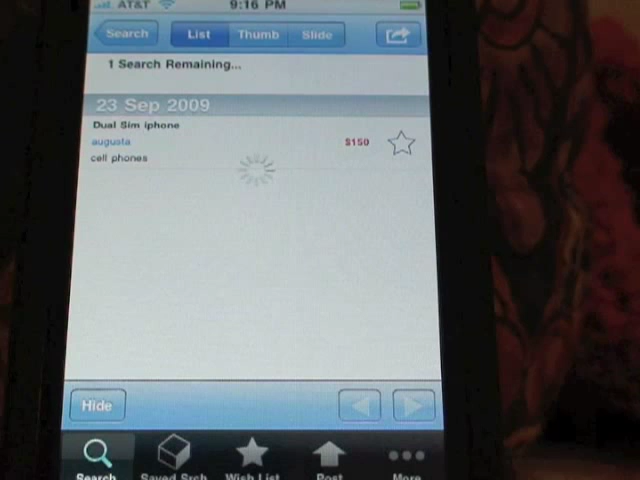 AT&T 9:16 PM
Search List Thumb Slide
1 Search Remaining...
23 Sep 2009
Dual Sim iphone
augusta $150
cell phones
Hide
Search Saved Srch Wish List Post More